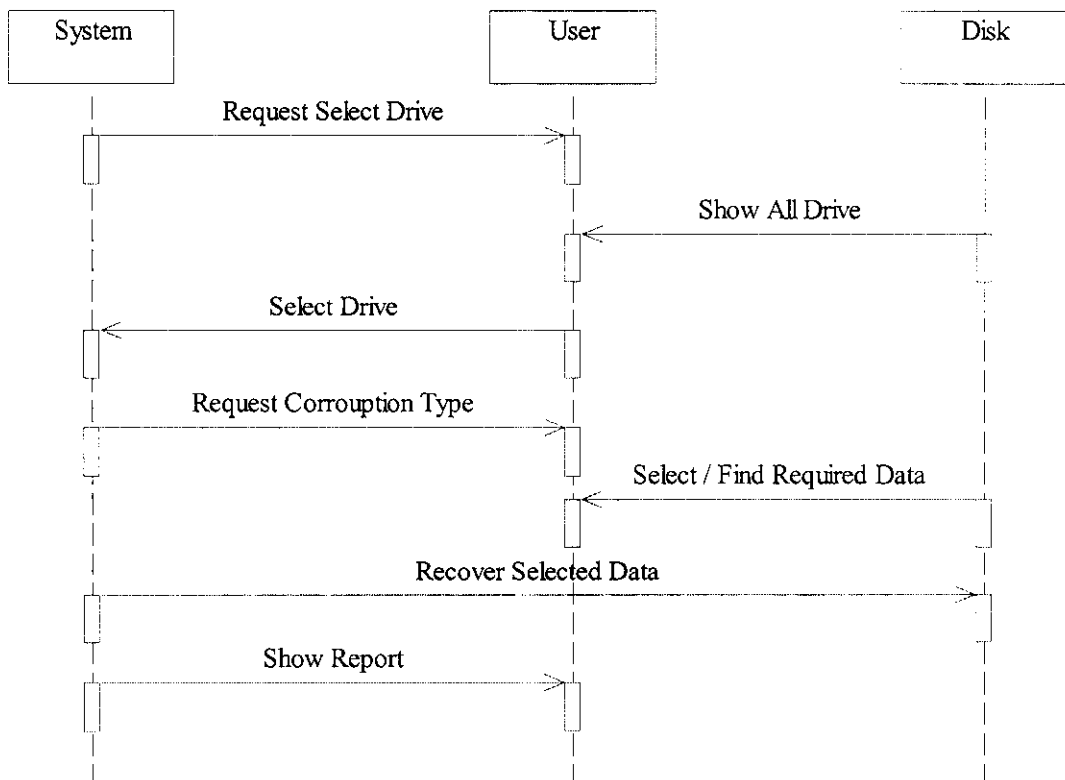 System
User
Disk
Request Select Drive
Show All Drive
Select Drive
Request Corrouption Type
Select / Find Required Data
Recover Selected Data
Show Report